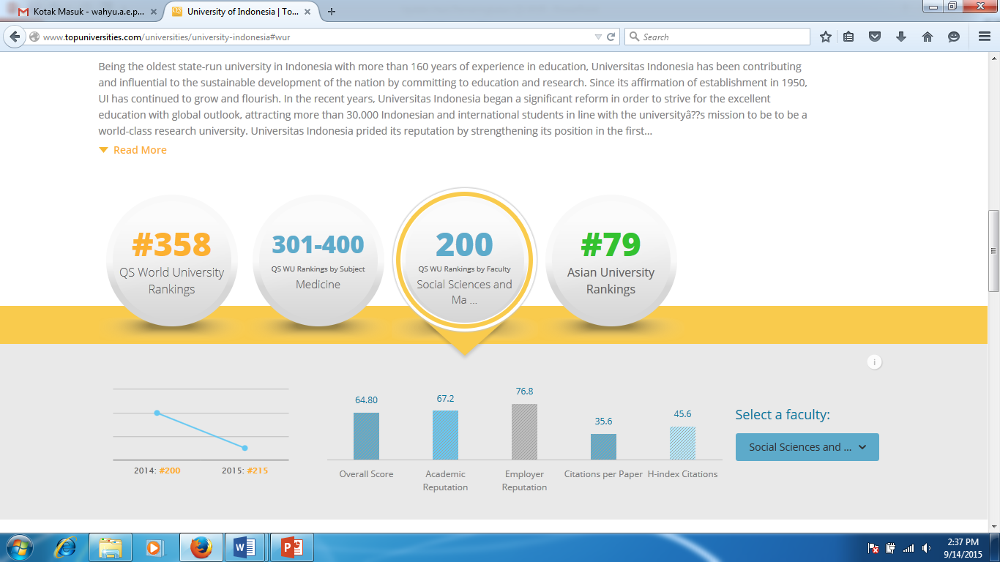 Kotak Masuk - wahyu.a.e.p... ×
University of Indonesia | To... ×
www.topuniversities.com/universities/university-indonesia#wur
Search
Being the oldest state-run university in Indonesia with more than 160 years of experience in education, Universitas Indonesia has been contributing
and influential to the sustainable development of the nation by committing to education and research. Since its affirmation of establishment in 1950,
UI has continued to grow and flourish. In the recent years, Universitas Indonesia began a significant reform in order to strive for the excellent
education with global outlook, attracting more than 30.000 Indonesian and international students in line with the universityâ??s mission to be to be a
world-class research university. Universitas Indonesia prided its reputation by strengthening its position in the first...
Read More
#358
QS World University
Rankings
301-400
QS WU Rankings by Subject
Medicine
200
QS WU Rankings by Faculty
Social Sciences and
Ma ...
#79
Asian University
Rankings
i
2014: #200
2015: #215
64.80
67.2
76.8
35.6
45.6
Overall Score
Academic
Reputation
Employer
Reputation
Citations per Paper
H-index Citations
Select a faculty:
Social Sciences and ...
2:37 PM
9/14/2015